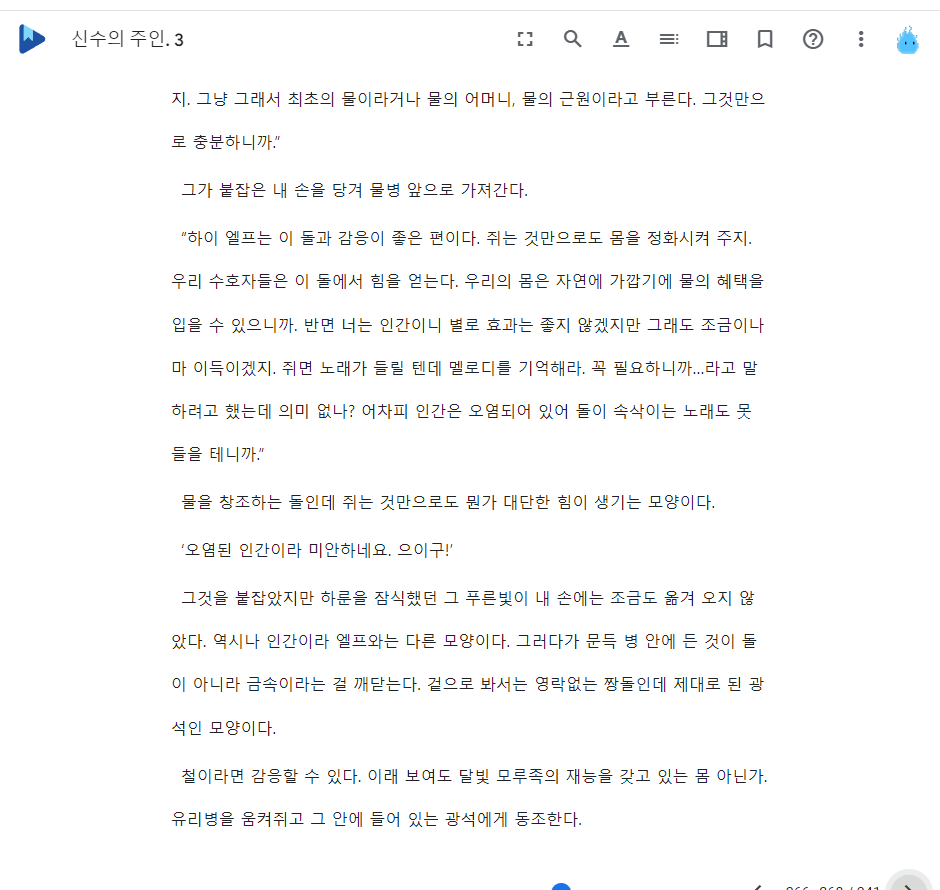 신수의 주인. 3
지. 그냥 그래서 최초의 물이라거나 물의 어머니, 물의 근원이라고 부른다. 그것만으
로 충분하니까.”
그가 붙잡은 내 손을 당겨 물병 앞으로 가져간다.
“하이 엘프는 이 돌과 감응이 좋은 편이다. 쥐는 것만으로도 몸을 정화시켜 주지.
우리 수호자들은 이 돌에서 힘을 얻는다. 우리의 몸은 자연에 가깝기에 물의 혜택을
입을 수 있으니까. 반면 너는 인간이니 별로 효과는 좋지 않겠지만 그래도 조금이나
마 이득이겠지. 쥐면 노래가 들릴 텐데 멜로디를 기억해라. 꼭 필요하니까...라고 말
하려고 했는데 의미 없나? 어차피 인간은 오염되어 있어 돌이 속삭이는 노래도 못
들을 테니까.”
물을 창조하는 돌인데 쥐는 것만으로도 뭔가 대단한 힘이 생기는 모양이다.
‘오염된 인간이라 미안하네요. 으이구!’
그것을 붙잡았지만 하룬을 잠식했던 그 푸른빛이 내 손에는 조금도 옮겨 오지 않
았다. 역시나 인간이라 엘프와는 다른 모양이다. 그러다가 문득 병 안에 든 것이 돌
이 아니라 금속이라는 걸 깨닫는다. 겉으로 봐서는 영락없는 짱돌인데 제대로 된 광
석인 모양이다.
철이라면 감응할 수 있다. 이래 보여도 달빛 모루족의 재능을 갖고 있는 몸 아닌가.
유리병을 움켜쥐고 그 안에 들어 있는 광석에게 동조한다.